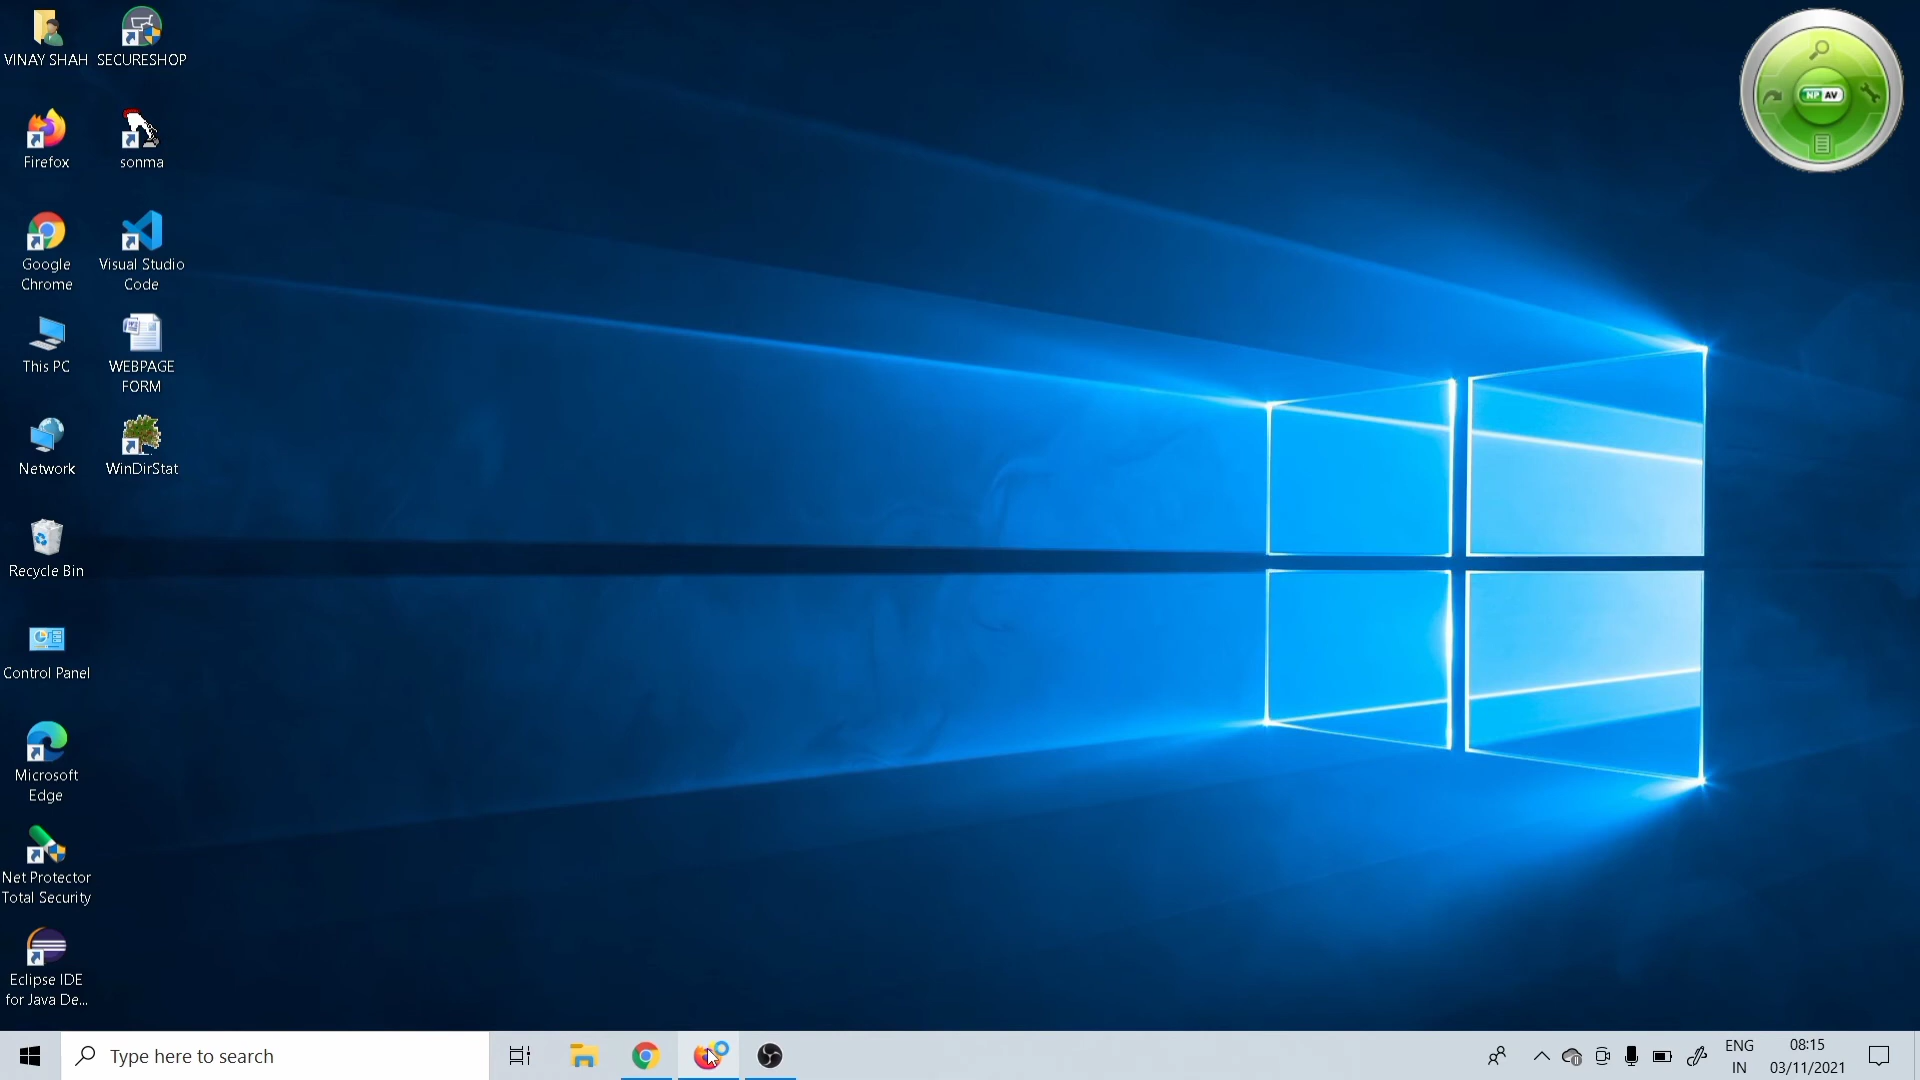 VINAY SHAH
SECURESHOP
Firefox
sonma
Google
Chrome
Visual Studio
Code
This PC
WEBPAGE
FORM
Network
WinDirStat
Recycle Bin
Control Panel
Microsoft
Edge
Net Protector
Total Security
Eclipse IDE
for Java De...
NP AV
Type here to search
ENG
IN
08:15
03/11/2021